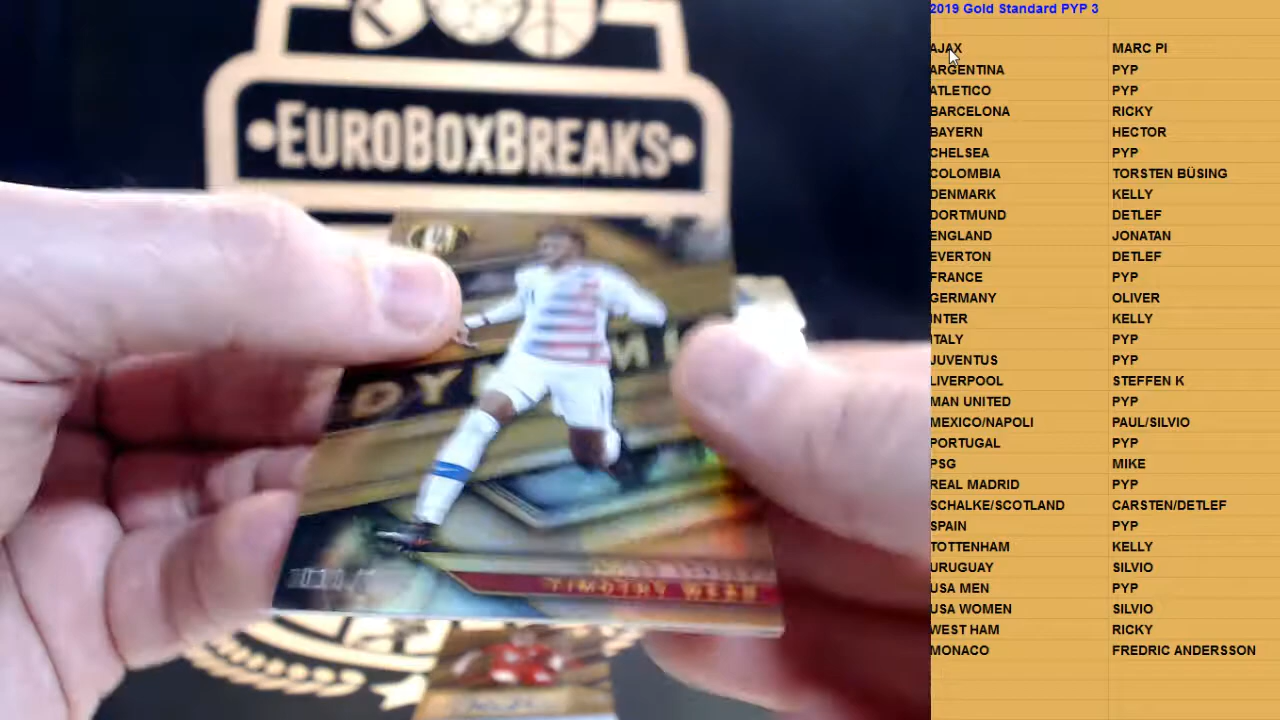 2019 Gold Standard PYP 3
EUROBOXBREAKS
AJAX MARC PI
ARGENTINA PYP
ATLETICO PYP
BARCELONA RICKY
BAYERN HECTOR
CHELSEA PYP
COLOMBIA TORSTEN BÜSING
DENMARK KELLY
DORTMUND DETLEF
ENGLAND JONATAN
EVERTON DETLEF
FRANCE PYP
GERMANY OLIVER
INTER KELLY
ITALY PYP
JUVENTUS PYP
LIVERPOOL STEFFEN K
MAN UNITED PYP
MEXICO/NAPOLI PAUL/SILVIO
PORTUGAL PYP
PSG MIKE
REAL MADRID PYP
SCHALKE/SCOTLAND CARSTEN/DETLEF
SPAIN PYP
TOTTENHAM KELLY
URUGUAY SILVIO
USA MEN PYP
USA WOMEN SILVIO
WEST HAM RICKY
MONACO FREDRIC ANDERSSON
TIMOTHY WEAH